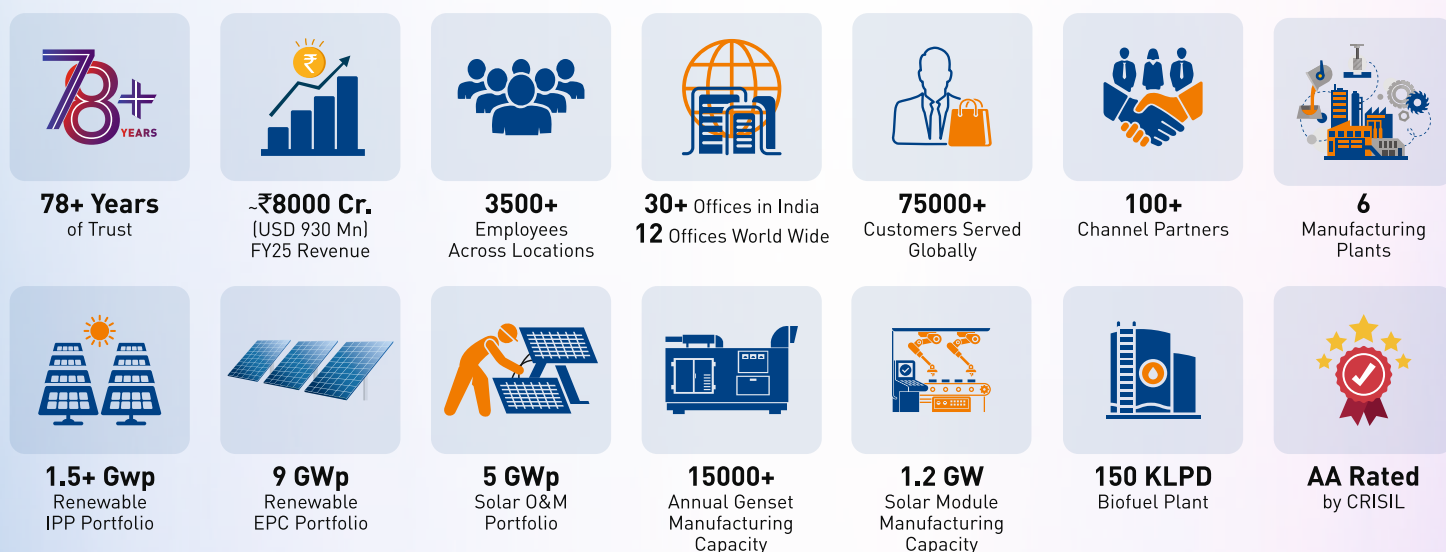 78+
YEARS
78+ Years
of Trust
₹
~₹8000 Cr.
(USD 930 Mn)
FY25 Revenue
3500+
Employees
Across Locations
30+ Offices in India
12 Offices World Wide
75000+
Customers Served
Globally
100+
Channel Partners
6
Manufacturing
Plants
1.5+ Gwp
Renewable
IPP Portfolio
9 GWp
Renewable
EPC Portfolio
5 GWp
Solar O&M
Portfolio
15000+
Annual Genset
Manufacturing
Capacity
1.2 GW
Solar Module
Manufacturing
Capacity
150 KLPD
Biofuel Plant
AA Rated
by CRISIL